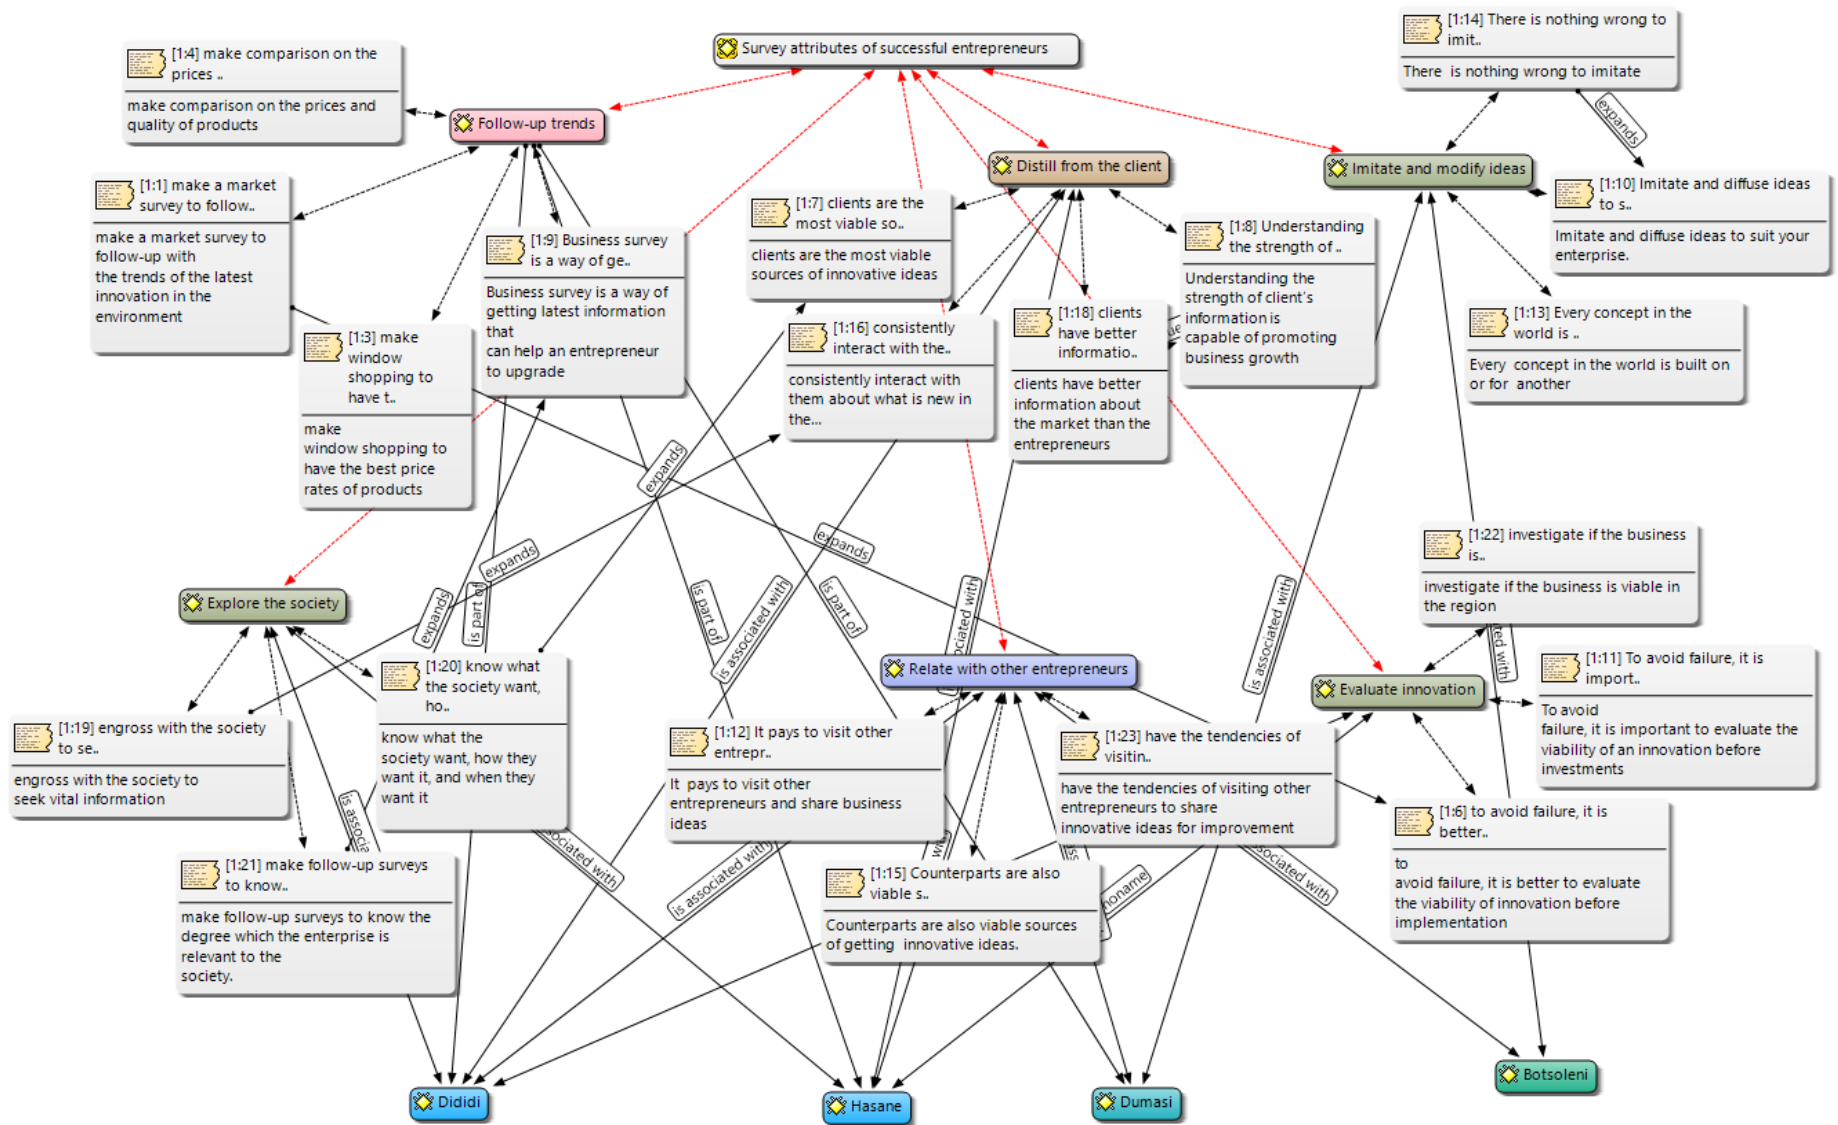 Survey attributes of successful entrepreneurs
[1:14] There is nothing wrong to
imit..
There  is nothing wrong to imitate
[1:4] make comparison on the
prices ..
make comparison on the prices and
quality of products
Follow-up trends
expands
Distill from the client
Imitate and modify ideas
[1:1] make a market
survey to follow..
make a market survey to
follow-up with
the trends of the latest
innovation in the
environment
[1:10] Imitate and diffuse ideas
to s..
Imitate and diffuse ideas to suit your
enterprise.
[1:7] clients are the
most viable so..
clients are the most viable
sources of innovative ideas
[1:8] Understanding
the strength of ..
Understanding the
strength of client's
information is
capable of promoting
business growth
[1:9] Business survey
is a way of ge..
Business survey is a way of
getting latest information
that
can help an entrepreneur
to upgrade
[1:3] make
window
shopping to
have t..
make
window shopping to
have the best price
rates of products
[1:16] consistently
interact with the..
consistently interact with
them about what is new in
the...
[1:18] clients
have better
informatio..
clients have better
information about
the market than the
entrepreneurs
[1:13] Every concept in the
world is ..
Every  concept in the world is built on
or for  another
expands
expands
expands
expands
is part of
is part of
is part of
is associated with
ociated with
is associated with
[1:22] investigate if the business
is..
investigate if the business is viable in
the region
ed with
Explore the society
Relate with other entrepreneurs
Evaluate innovation
[1:11] To avoid failure, it is
import..
To avoid
failure, it is important to evaluate the
viability of an innovation before
investments
[1:20] know what
the society want,
ho..
know what the
society want, how they
want it, and when they
want it
[1:19] engross with the society
to se..
engross with the society to
seek vital information
[1:12] It pays to visit other
entrepr..
It  pays to visit other
entrepreneurs and share business
ideas
[1:23] have the tendencies of
visitin..
have the tendencies of visiting other
entrepreneurs to share
innovative ideas for improvement
[1:6] to avoid failure, it is
better..
to
avoid failure, it is better to evaluate
the viability of innovation before
implementation
is associa
sociated with
is associated with
with
ass
sociated with
noname
[1:21] make follow-up surveys
to know..
make follow-up surveys to know the
degree which the enterprise is
relevant to the
society.
[1:15] Counterparts are also
viable s..
Counterparts are also viable sources
of getting  innovative ideas.
Dididi
Hasane
Dumasi
Botsoleni